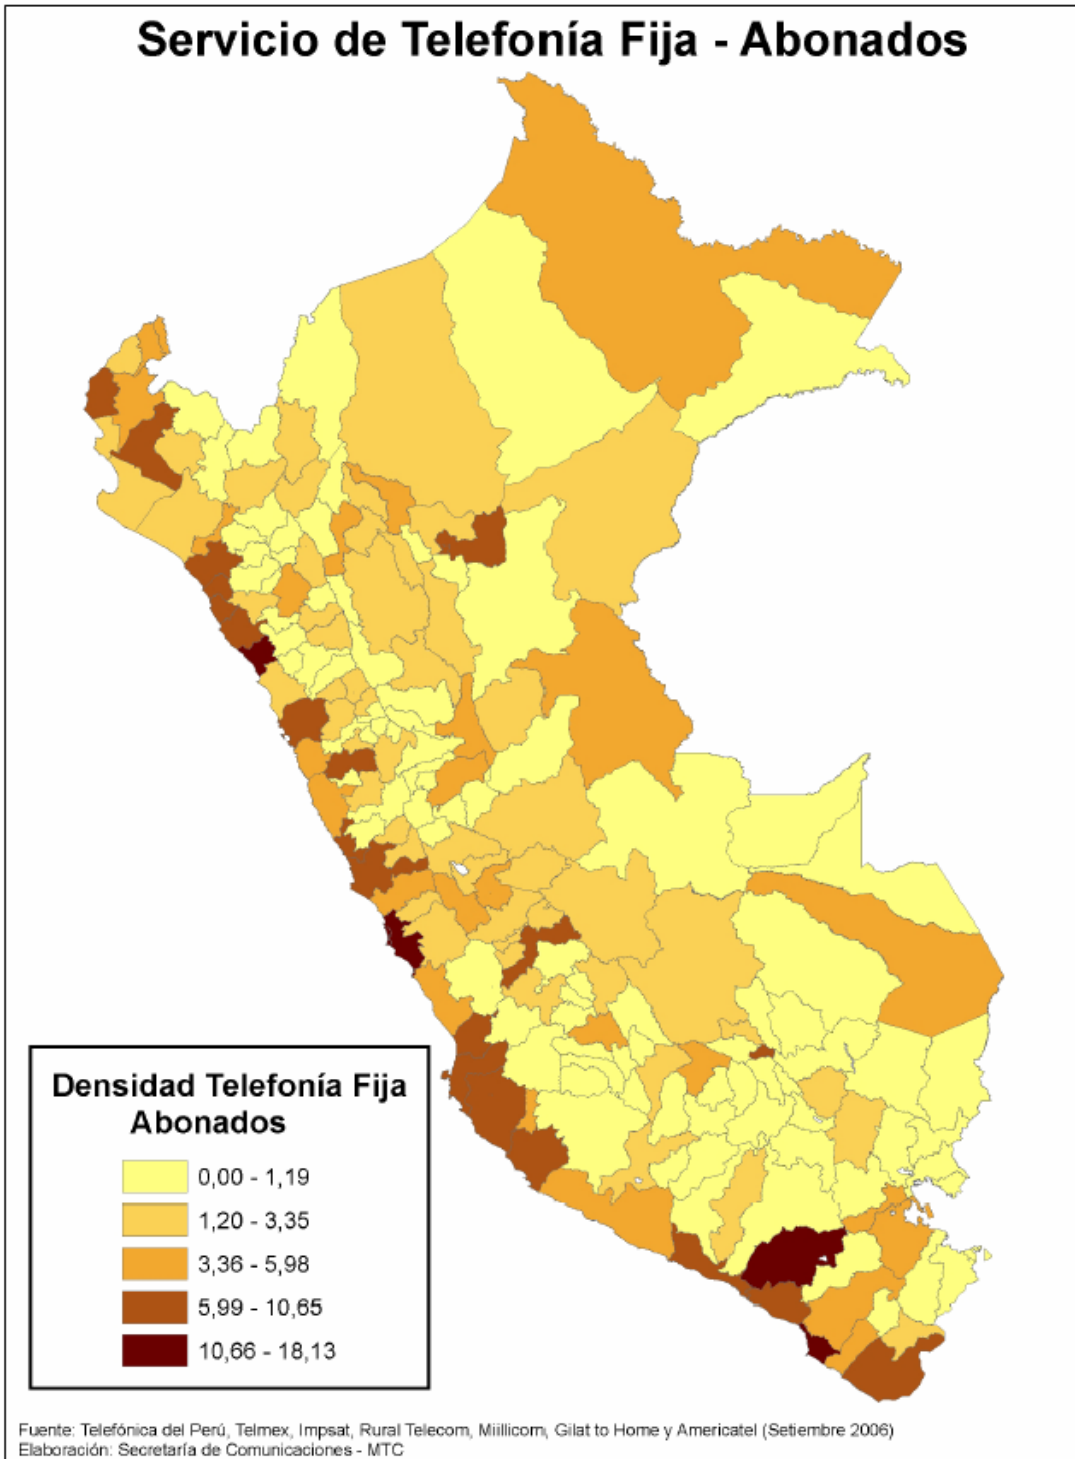 Servicio de Telefonía Fija - Abonados
Densidad Telefonía Fija
Abonados
0,00 - 1,19
1,20 - 3,35
3,36 - 5,98
5,99 - 10,65
10,66 - 18,13
Fuente: Telefónica del Perú, Telmex, Impsat, Rural Telecom, Miillicom, Gilat to Home y Americatel (Setiembre 2006)
Elaboración: Secretaría de Comunicaciones - MTC